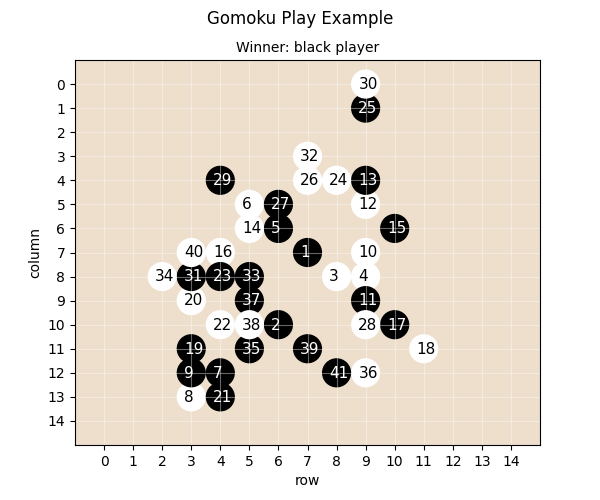 Gomoku Play Example
Winner: black player
0 30
1 25
2
3 32
4 29 26 24 13
5 6 27 12
6 14 5 15
7 40 16 1 10
8 34 31 23 33 3 4
9 20 37 11
10 22 38 2 28 17
11 19 35 39 18
12 9 7 41 36
13 8 21
14
column
0 1 2 3 4 5 6 7 8 9 10 11 12 13 14
row